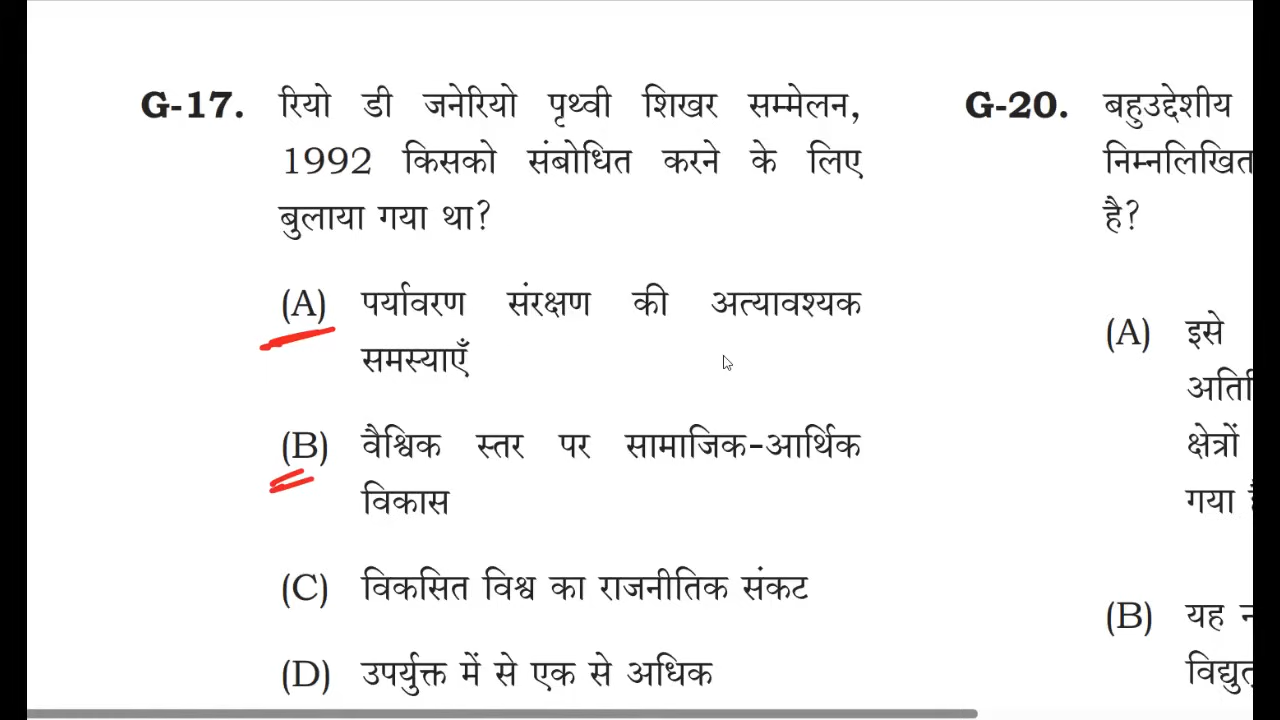 G-17. रियो डी जनेरियो पृथ्वी शिखर सम्मेलन,
1992 किसको संबोधित करने के लिए
बुलाया गया था?
(A) पर्यावरण संरक्षण की अत्यावश्यक
समस्याएँ
(B) वैश्विक स्तर पर सामाजिक-आर्थिक
विकास
(C) विकसित विश्व का राजनीतिक संकट
(D) उपर्युक्त में से एक से अधिक
G-20. बहुउद्देशीय
निम्नलिखित
है?
(A) इसे
क्षेत्रों
गया
(B) यह